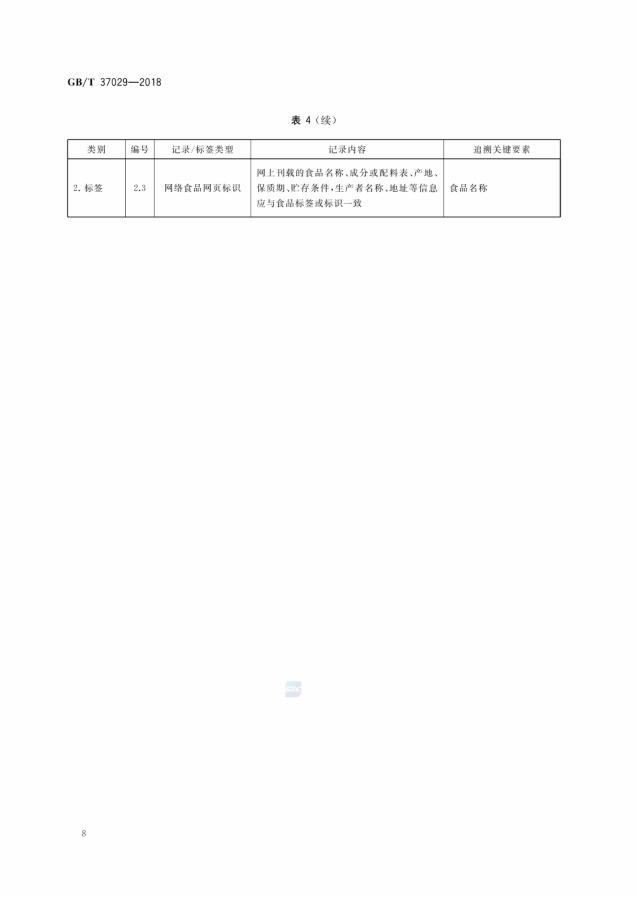 GB/T 37029—2018
表 4（续）
类别 编号 记录/标签类型 记录内容 追溯关键要素
2. 标签 2.3 网络食品网页标识 网上刊载的食品名称、成分或配料表、产地、
保质期、贮存条件，生产者名称、地址等信息
应与食品标签或标识一致 食品名称
8